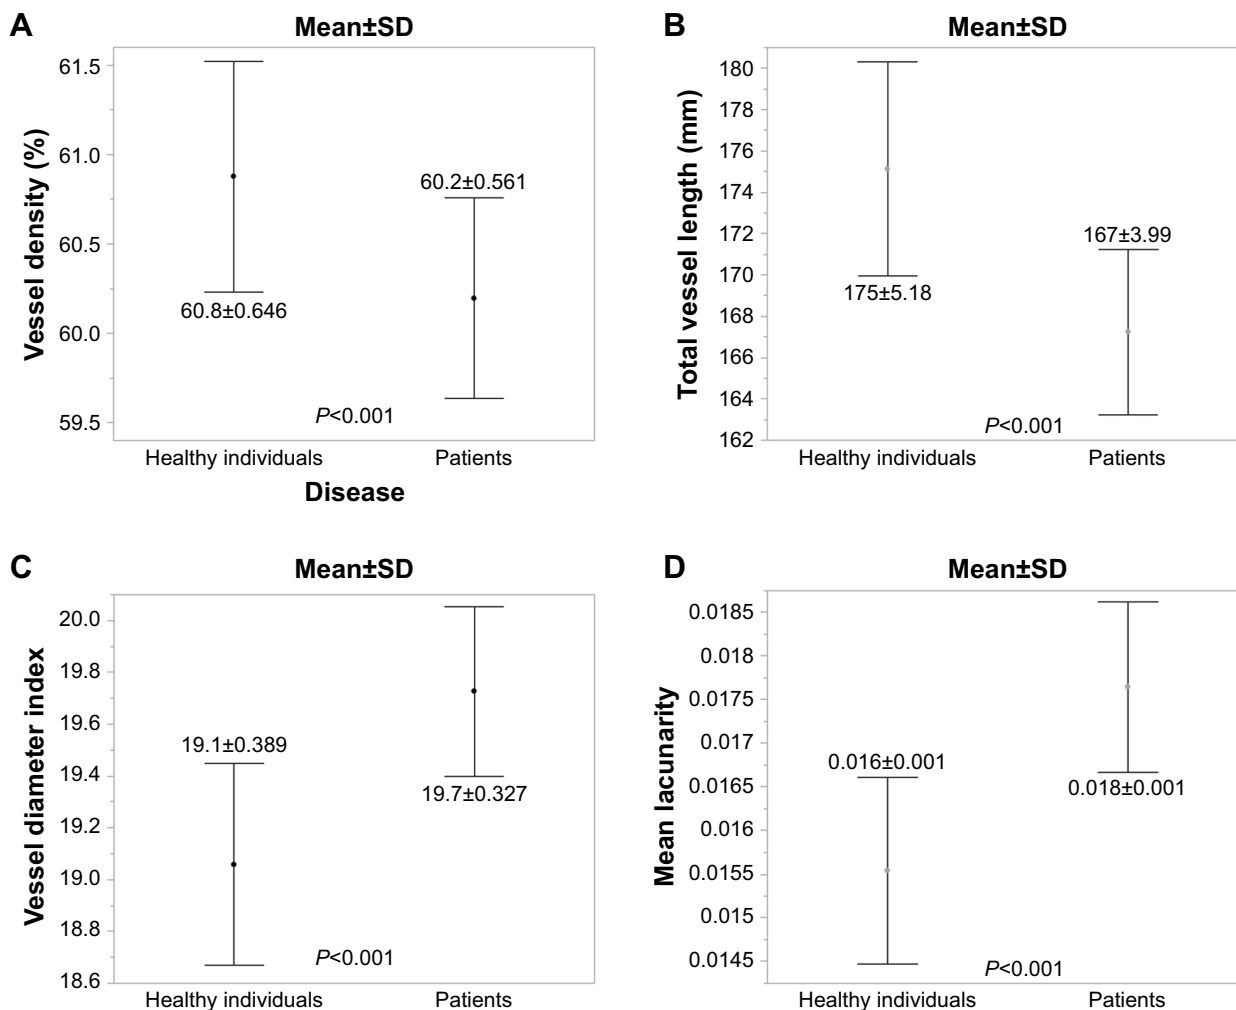 A
Mean±SD
Vessel density (%)
61.5
61.0
60.5
60.0
59.5
60.8±0.646
60.2±0.561
P<0.001
Healthy individuals
Patients
Disease
B
Mean±SD
Total vessel length (mm)
180
178
176
174
172
170
168
166
164
162
175±5.18
167±3.99
P<0.001
Healthy individuals
Patients
C
Mean±SD
Vessel diameter index
20.0
19.8
19.6
19.4
19.2
19.0
18.8
18.6
19.1±0.389
19.7±0.327
P<0.001
Healthy individuals
Patients
D
Mean±SD
Mean lacunarity
0.0185
0.018
0.0175
0.017
0.0165
0.016
0.0155
0.015
0.0145
0.016±0.001
0.018±0.001
P<0.001
Healthy individuals
Patients